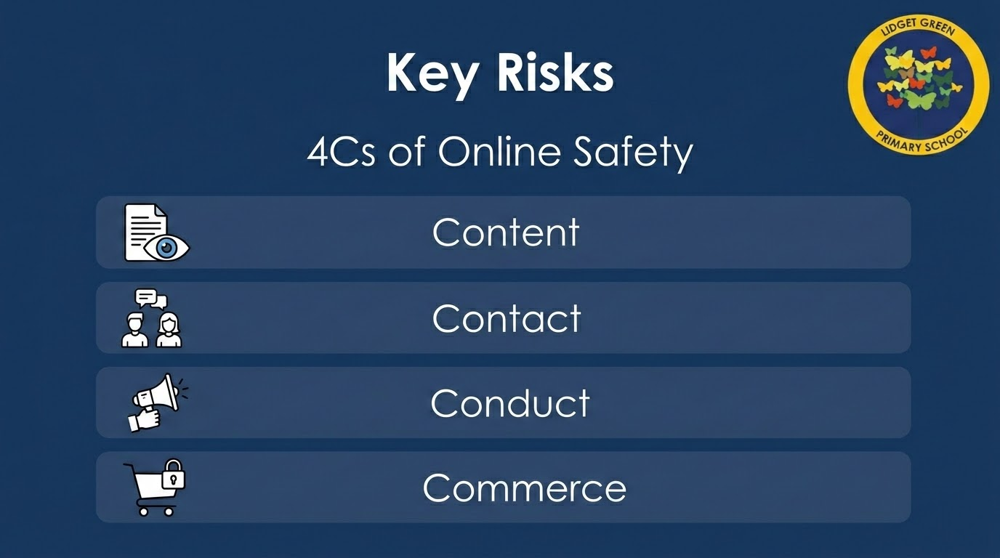 LIDGET GREEN
PRIMARY SCHOOL
Key Risks
4Cs of Online Safety
Content
Contact
Conduct
Commerce